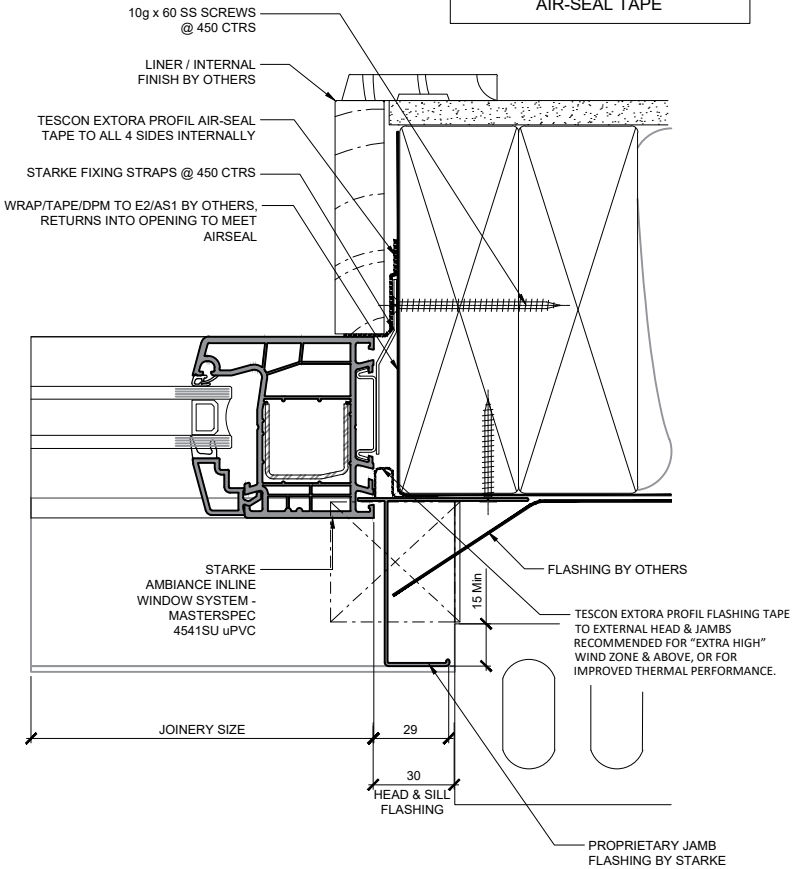 AIR-SEAL TAPE
10g x 60 SS SCREWS
@ 450 CTRS
LINER / INTERNAL
FINISH BY OTHERS
TESCON EXTORA PROFIL AIR-SEAL
TAPE TO ALL 4 SIDES INTERNALLY
STARKE FIXING STRAPS @ 450 CTRS
WRAP/TAPE/DPM TO E2/AS1 BY OTHERS,
RETURNS INTO OPENING TO MEET
AIRSEAL
STARKE
AMBIANCE INLINE
WINDOW SYSTEM -
MASTERSPEC
4541SU uPVC
FLASHING BY OTHERS
15 Min
TESCON EXTORA PROFIL FLASHING TAPE
TO EXTERNAL HEAD & JAMBS
RECOMMENDED FOR “EXTRA HIGH”
WIND ZONE & ABOVE, OR FOR
IMPROVED THERMAL PERFORMANCE.
JOINERY SIZE
29
30
HEAD & SILL
FLASHING
PROPRIETARY JAMB
FLASHING BY STARKE